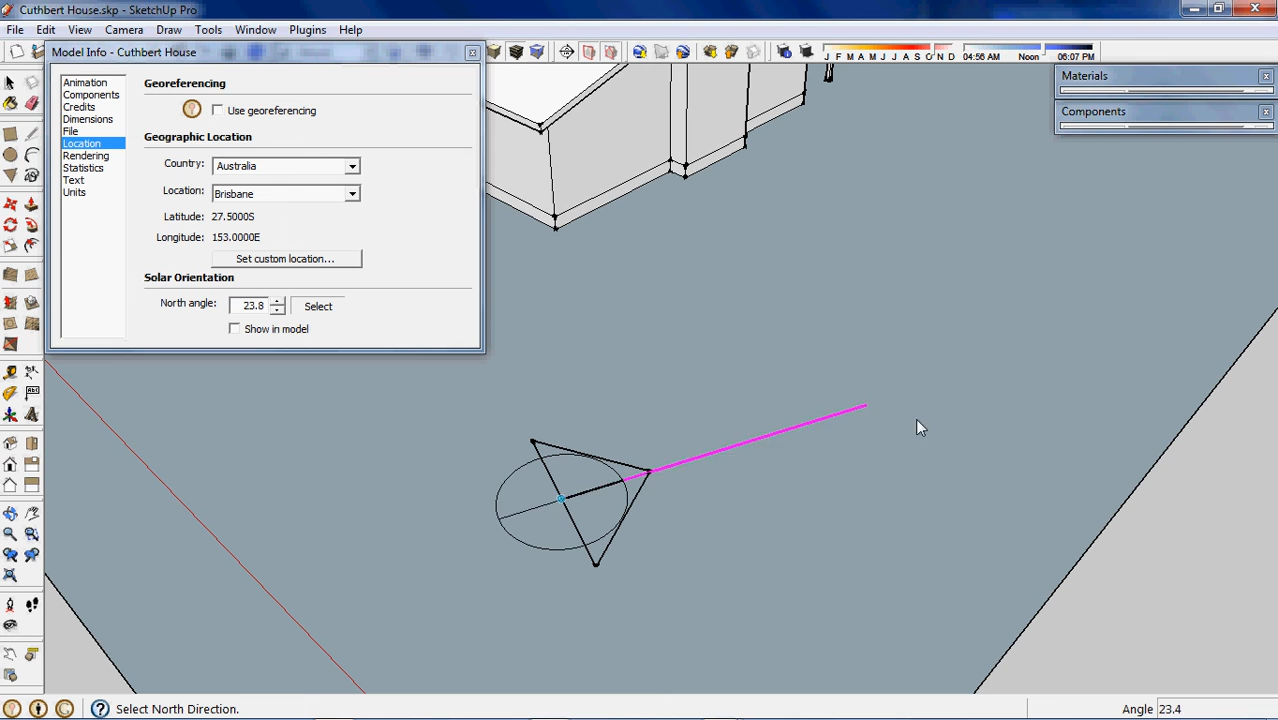 Cuthbert House.skp - SketchUp Pro
File Edit View Camera Draw Tools Window Plugins Help
J F M A M J J A S O N D 04:56 AM Noon 06:07 PM
Model Info - Cuthbert House
Materials
Components
Animation
Components
Credits
Dimensions
File
Location
Rendering
Statistics
Text
Units
Georeferencing
Use georeferencing
Geographic Location
Country: Australia
Location: Brisbane
Latitude: 27.5000S
Longitude: 153.0000E
Set custom location...
Solar Orientation
North angle: 23.8 Select
Show in model
Select North Direction.
Angle 23.4